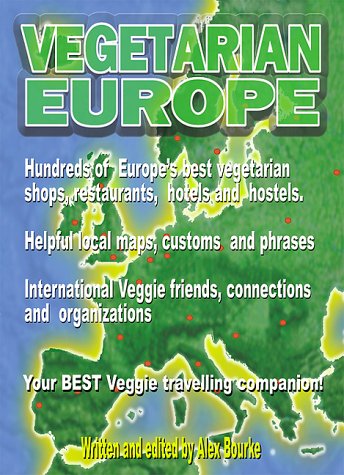 VEGETARIAN
EUROPE
Hundreds of Europe's best vegetarian
shops, restaurants, hotels and hostels.
Helpful local maps, customs and phrases
International Veggie friends, connections
and organizations
Your BEST Veggie travelling companion!
Written and edited by Alex Bourke